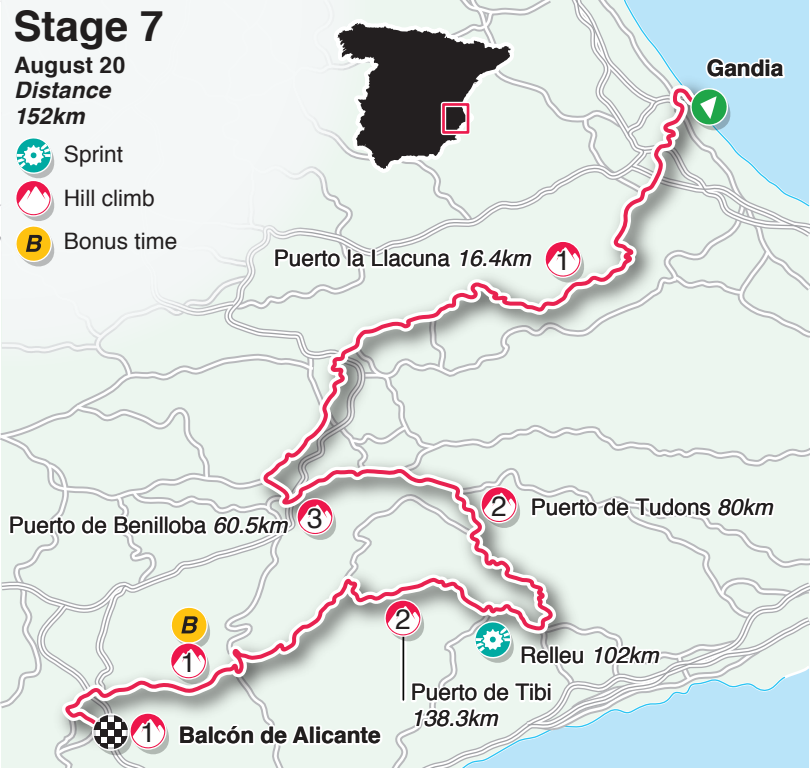 Stage 7
August 20
Distance
152km
Sprint
Hill climb
B Bonus time
Gandia
Puerto la Llacuna 16.4km 1
Puerto de Benilloba 60.5km 3
2 Puerto de Tudons 80km
B
1
2
Relleu 102km
Puerto de Tibi
138.3km
1 Balcón de Alicante